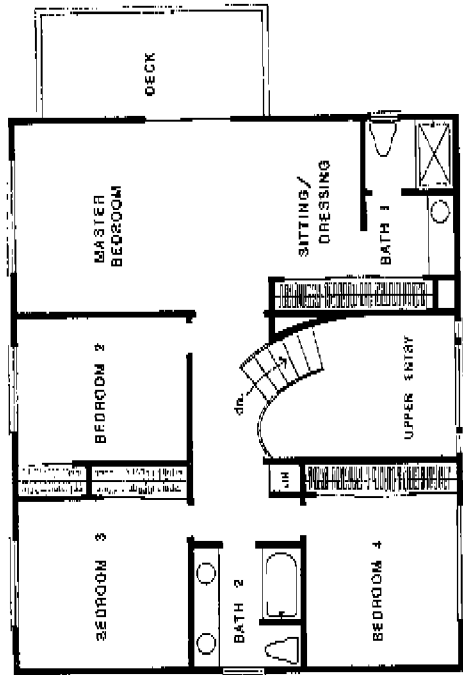 DECK
MASTER
BEDROOM
SITTING/
DRESSING
BATH 1
BEDROOM 2
dn.
UPPER ENTRY
LIN
BEDROOM 3
BATH 2
BEDROOM 4